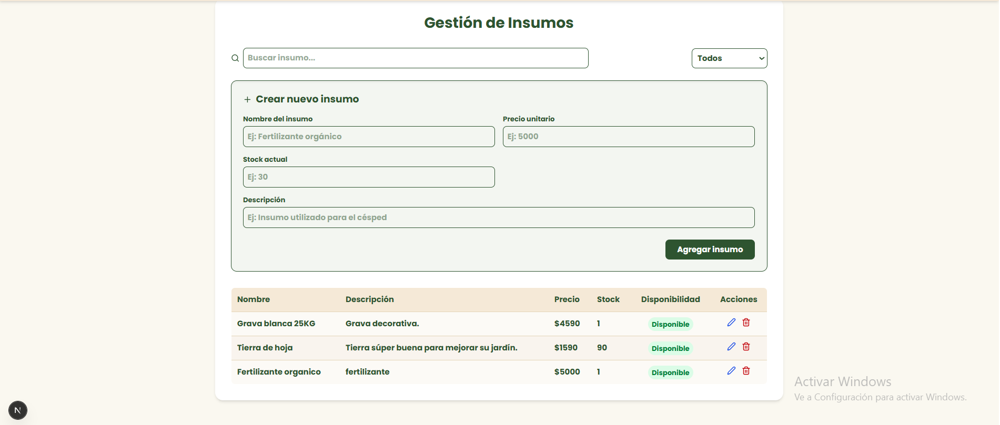 Gestión de Insumos
Buscar insumo...
Todos
Crear nuevo insumo
Nombre del insumo Precio unitario
Ej: Fertilizante orgánico Ej: 5000
Stock actual
Ej: 30
Descripción
Ej: Insumo utilizado para el césped
Agregar insumo
Nombre Descripción Precio Stock Disponibilidad Acciones
Grava blanca 25KG Grava decorativa. $4590 1 Disponible
Tierra de hoja Tierra súper buena para mejorar su jardín. $1590 90 Disponible
Fertilizante organico fertilizante $5000 1 Disponible
Activar Windows
Ve a Configuración para activar Windows.
N